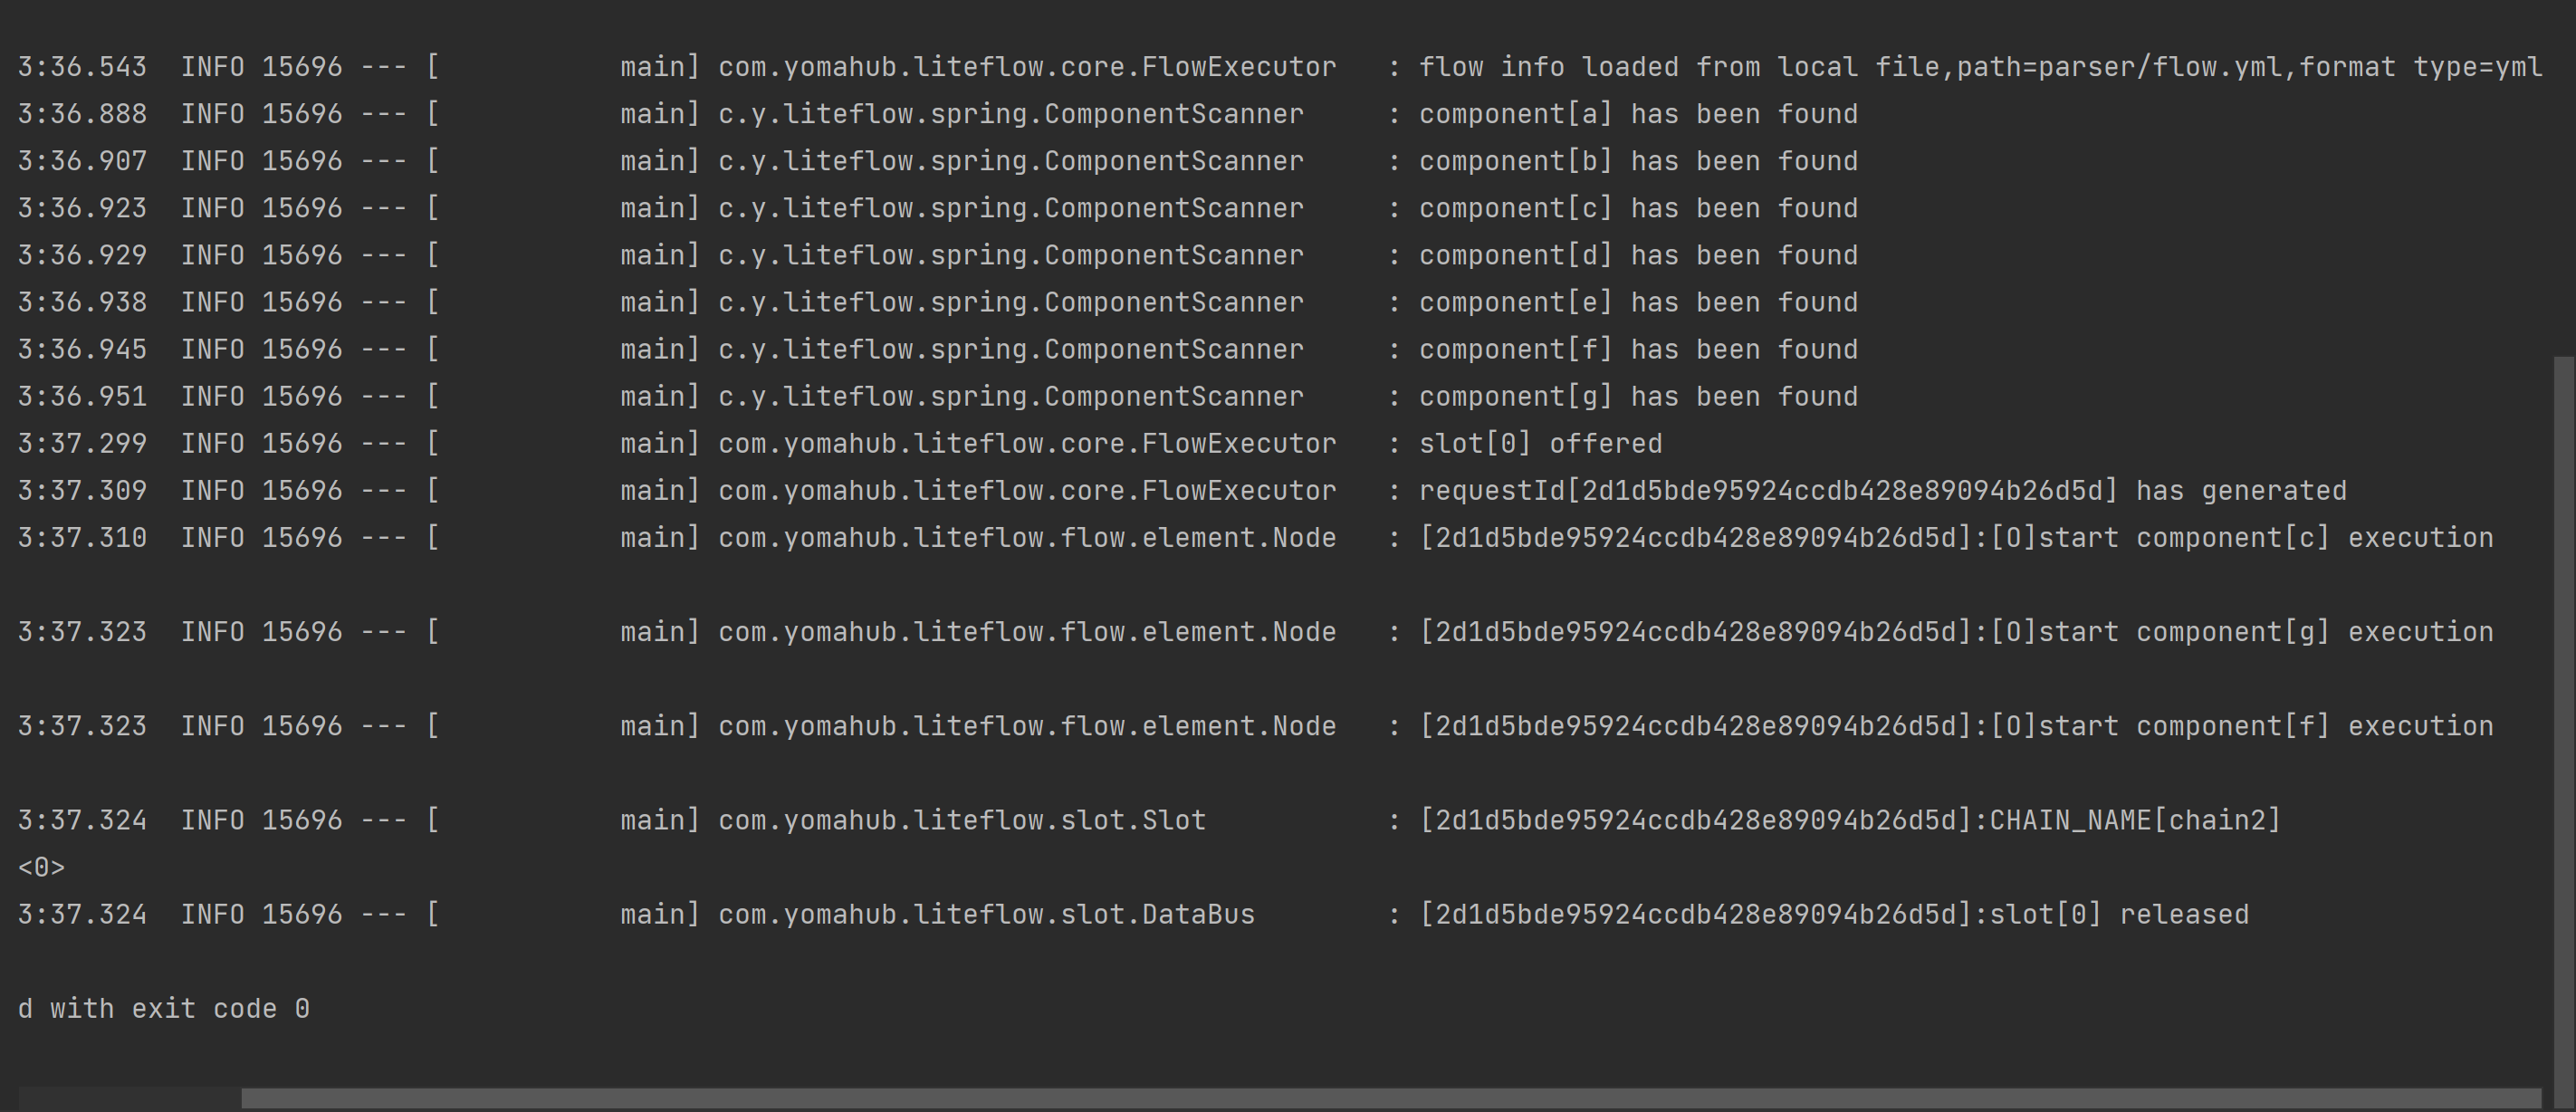 3:36.543  INFO 15696 --- [           main] com.yomahub.liteflow.core.FlowExecutor   : flow info loaded from local file,path=parser/flow.yml,format type=yml
3:36.888  INFO 15696 --- [           main] c.y.liteflow.spring.ComponentScanner     : component[a] has been found
3:36.907  INFO 15696 --- [           main] c.y.liteflow.spring.ComponentScanner     : component[b] has been found
3:36.923  INFO 15696 --- [           main] c.y.liteflow.spring.ComponentScanner     : component[c] has been found
3:36.929  INFO 15696 --- [           main] c.y.liteflow.spring.ComponentScanner     : component[d] has been found
3:36.938  INFO 15696 --- [           main] c.y.liteflow.spring.ComponentScanner     : component[e] has been found
3:36.945  INFO 15696 --- [           main] c.y.liteflow.spring.ComponentScanner     : component[f] has been found
3:36.951  INFO 15696 --- [           main] c.y.liteflow.spring.ComponentScanner     : component[g] has been found
3:37.299  INFO 15696 --- [           main] com.yomahub.liteflow.core.FlowExecutor   : slot[0] offered
3:37.309  INFO 15696 --- [           main] com.yomahub.liteflow.core.FlowExecutor   : requestId[2d1d5bde95924ccdb428e89094b26d5d] has generated
3:37.310  INFO 15696 --- [           main] com.yomahub.liteflow.flow.element.Node   : [2d1d5bde95924ccdb428e89094b26d5d]:[O]start component[c] execution
3:37.323  INFO 15696 --- [           main] com.yomahub.liteflow.flow.element.Node   : [2d1d5bde95924ccdb428e89094b26d5d]:[O]start component[g] execution
3:37.323  INFO 15696 --- [           main] com.yomahub.liteflow.flow.element.Node   : [2d1d5bde95924ccdb428e89094b26d5d]:[O]start component[f] execution
3:37.324  INFO 15696 --- [           main] com.yomahub.liteflow.slot.Slot           : [2d1d5bde95924ccdb428e89094b26d5d]:CHAIN_NAME[chain2]
<0>
3:37.324  INFO 15696 --- [           main] com.yomahub.liteflow.slot.DataBus        : [2d1d5bde95924ccdb428e89094b26d5d]:slot[0] released
d with exit code 0